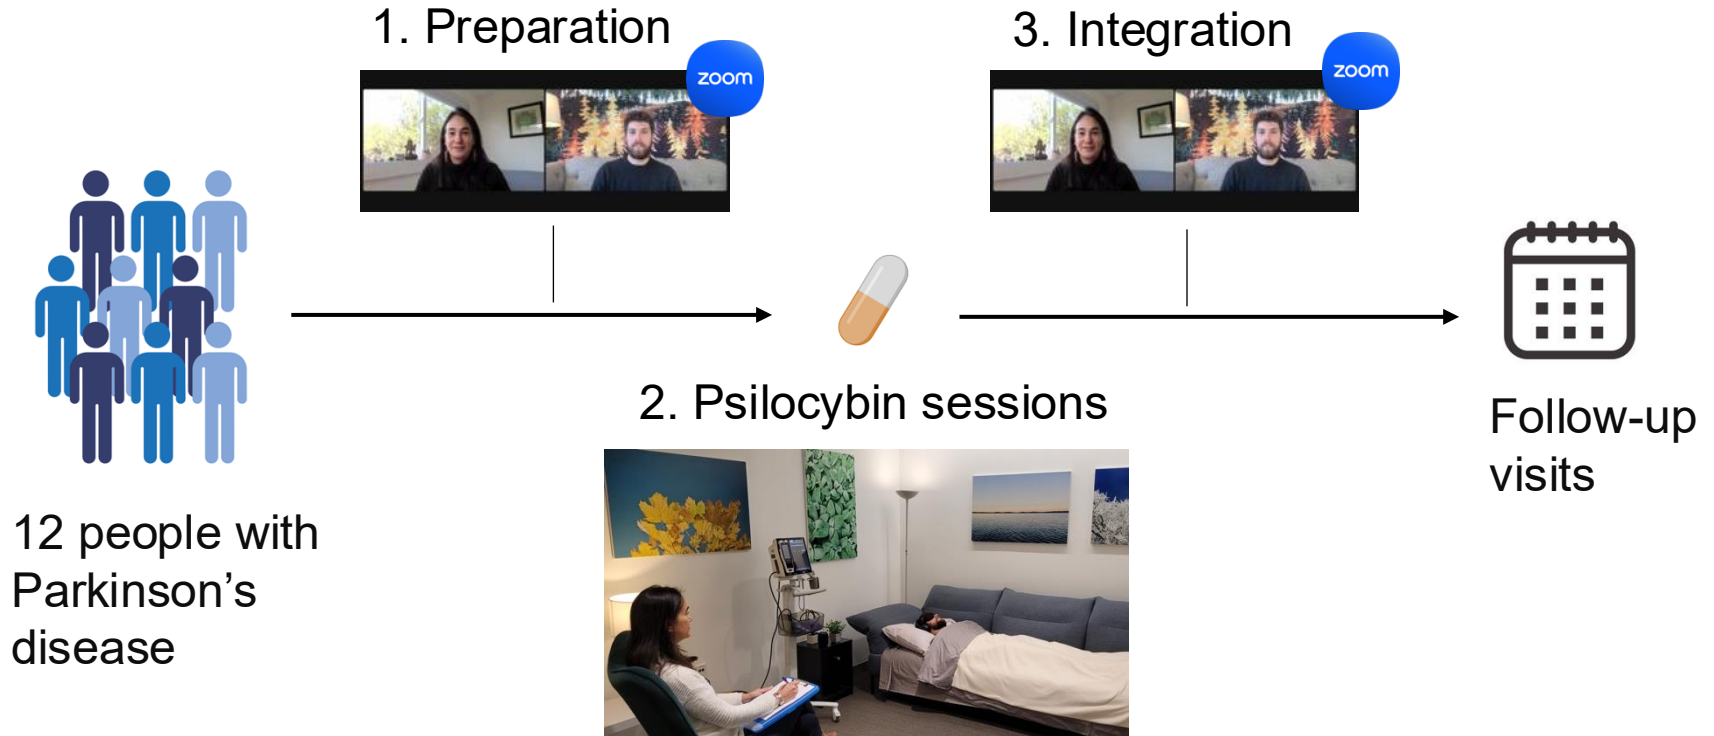 1. Preparation
zoom
3. Integration
zoom
2. Psilocybin sessions
12 people with
Parkinson’s
disease
Follow-up
visits